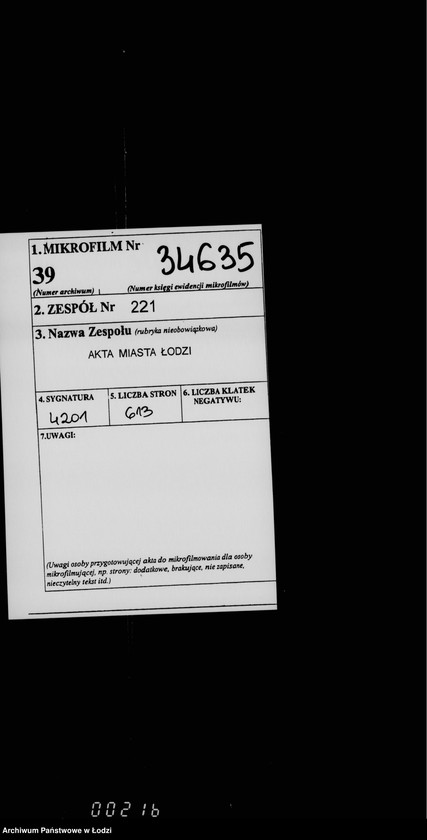 1. MIKROFILM Nr
34635
39
(Numer archiwum) (Numer księgi ewidencji mikrofilmów)
2. ZESPÓŁ Nr 221
3. Nazwa Zespołu (rubryka nieobowiązkowa)
AKTA MIASTA ŁODZI
4. SYGNATURA 5. LICZBA STRON 6. LICZBA KLATEK
NEGATYWU:
4201 613
7.UWAGI:
(Uwagi osoby przygotowującej akta do mikrofilmowania dla osoby
mikrofilmującej, np. strony: dodatkowe, brakujące, nie zapisane,
nieczytelny tekst itd.)
00216
Archiwum Państwowe w Łodzi